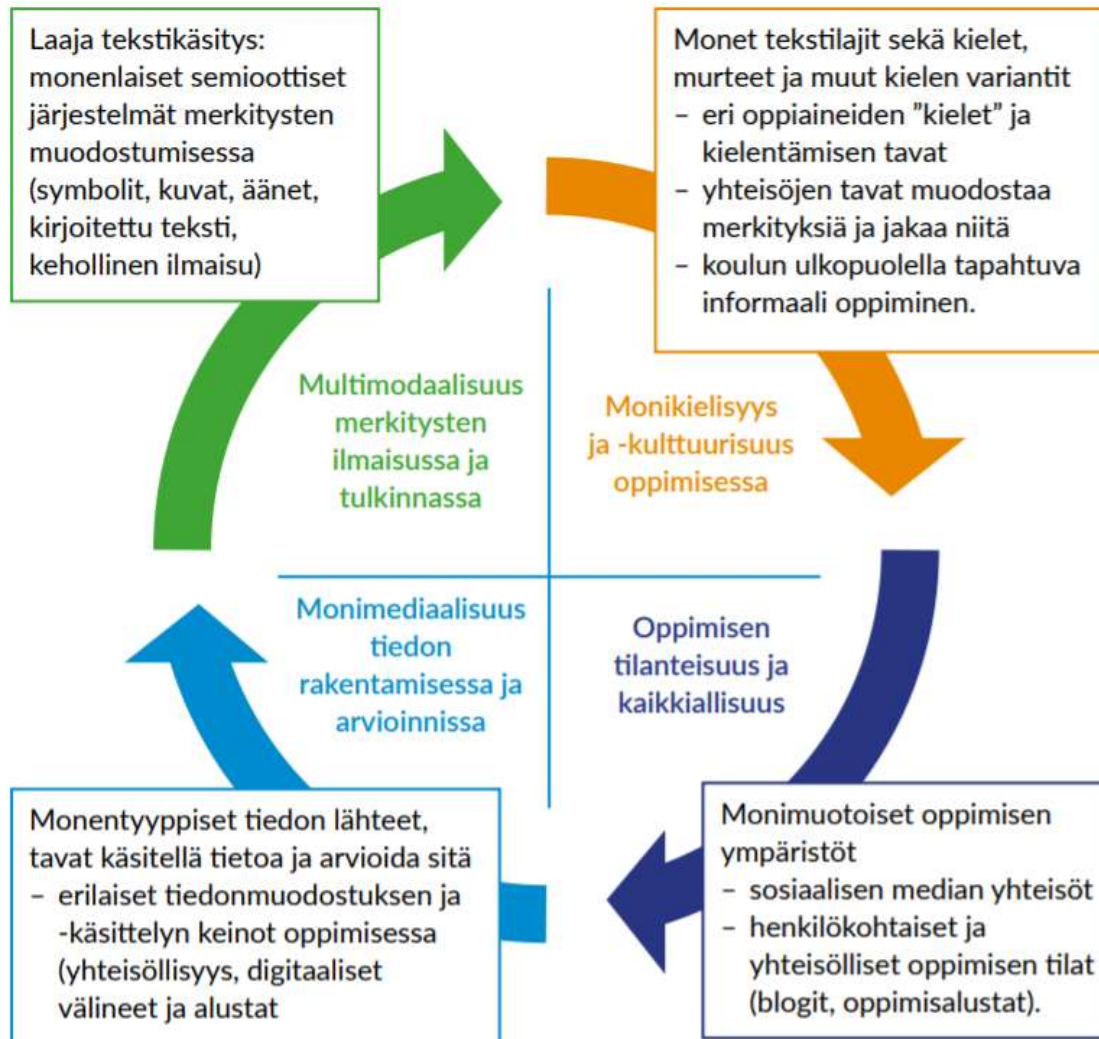 Laaja tekstikäsitys:
monenlaiset semioottiset
järjestelmät merkitysten
muodostumisessa
(symbolit, kuvat, äänet,
kirjoitettu teksti,
kehollinen ilmaisu)
Monet tekstilajit sekä kielet,
murteet ja muut kielen variantit
– eri oppiaineiden ”kielet” ja
kielentämisen tavat
– yhteisöjen tavat muodostaa
merkityksiä ja jakaa niitä
– koulun ulkopuolella tapahtuva
informaali oppiminen.
Multimodaalisuus
merkitysten
ilmaisussa ja
tulkinnassa
Monikielisyys
ja -kulttuurisuus
oppimisessa
Monimediaalisuus
tiedon
rakentamisessa ja
arvioinnissa
Oppimisen
tilanteisuus ja
kaikkiallisuus
Monentyyppiset tiedon lähteet,
tavat käsitellä tietoa ja arvioida sitä
– erilaiset tiedonmuodostuksen ja
-käsittelyn keinot oppimisessa
(yhteisöllisyys, digitaaliset
välineet ja alustat
Monimuotoiset oppimisen
ympäristöt
– sosiaalisen median yhteisöt
– henkilökohtaiset ja
yhteisölliset oppimisen tilat
(blogit, oppimisalustat).